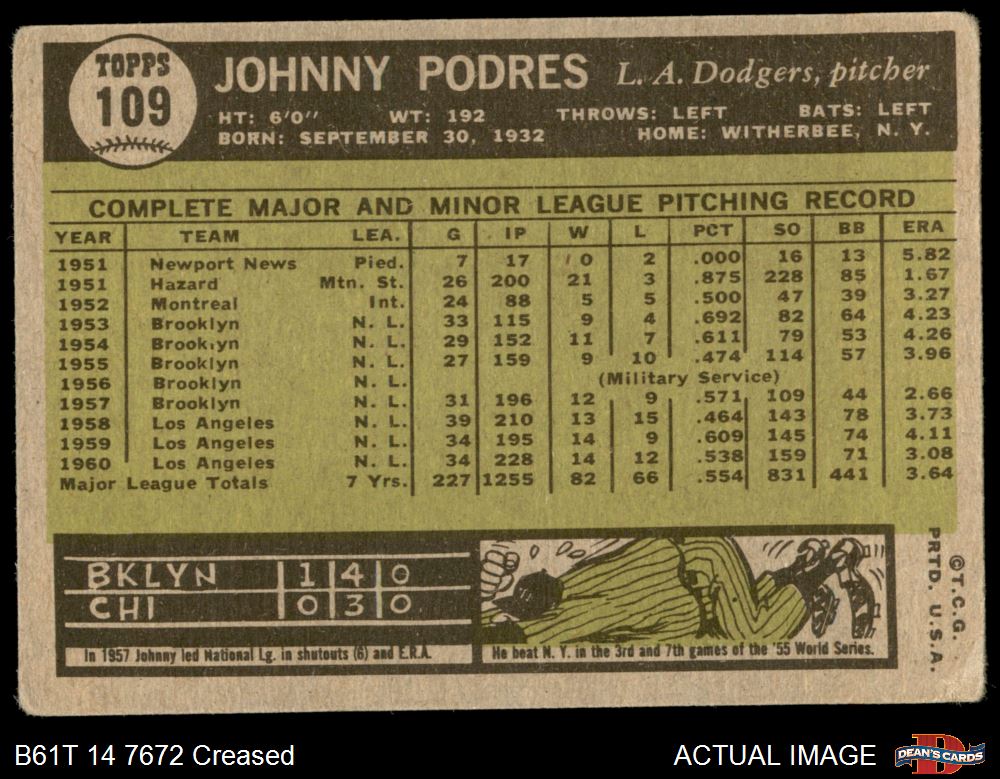 TOPPS
109
JOHNNY PODRES L. A. Dodgers, pitcher
HT: 6'0" WT: 192 THROWS: LEFT BATS: LEFT
BORN: SEPTEMBER 30, 1932 HOME: WITHERBEE, N. Y.
COMPLETE MAJOR AND MINOR LEAGUE PITCHING RECORD
YEAR TEAM LEA. G IP W L PCT SO BB ERA
1951 Newport News Pied. 7 17 0 2 .000 16 13 5.82
1951 Hazard Mtn. St. 26 200 21 3 .875 228 85 1.67
1952 Montreal Int. 24 88 5 5 .500 47 39 3.27
1953 Brooklyn N. L. 33 115 9 4 .692 82 64 4.23
1954 Brooklyn N. L. 29 152 11 7 .611 79 53 4.26
1955 Brooklyn N. L. 27 159 9 10 .474 114 57 3.96
1956 Brooklyn N. L. (Military Service)
1957 Brooklyn N. L. 31 196 12 9 .571 109 44 2.66
1958 Los Angeles N. L. 39 210 13 15 .464 143 78 3.73
1959 Los Angeles N. L. 34 195 14 9 .609 145 74 4.11
1960 Los Angeles N. L. 34 228 14 12 .538 159 71 3.08
Major League Totals 7 Yrs. 227 1255 82 66 .554 831 441 3.64
BKLYN 1 4 0
CHI 0 3 0
In 1957 Johnny led National Lg. in shutouts (6) and E.R.A.
He beat N. Y. in the 3rd and 7th games of the '55 World Series.
©T.C.G.
PRTD. U.S.A.
B61T 14 7672 Creased
ACTUAL IMAGE
DEAN'S CARDS